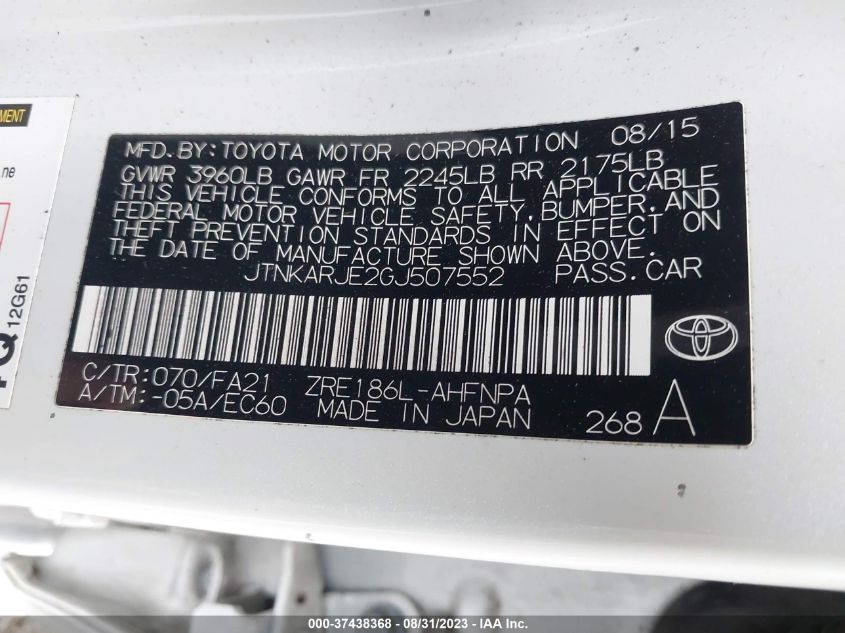 MENT
ne
Q 12G61
MFD.BY:TOYOTA MOTOR CORPORATION 08/15
GVWR 3960LB GAWR FR 2245LB RR 2175LB
THIS VEHICLE CONFORMS TO ALL APPLICABLE
FEDERAL MOTOR VEHICLE SAFETY,BUMPER,AND
THEFT PREVENTION STANDARDS IN EFFECT ON
THE DATE OF MANUFACTURE SHOWN ABOVE.
JTNKARJE2GJ507552 PASS.CAR
C/TR:070/FA21 ZRE186L-AHFNPA
A/TM:-05A/EC60 MADE IN JAPAN 268 A
000-37438368 - 08/31/2023 - IAA Inc.